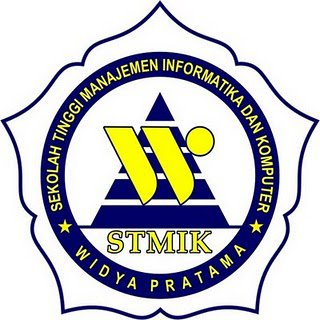 SEKOLAH TINGGI MANAJEMEN INFORMATIKA DAN KOMPUTER
STMIK
WIDYA PRATAMA